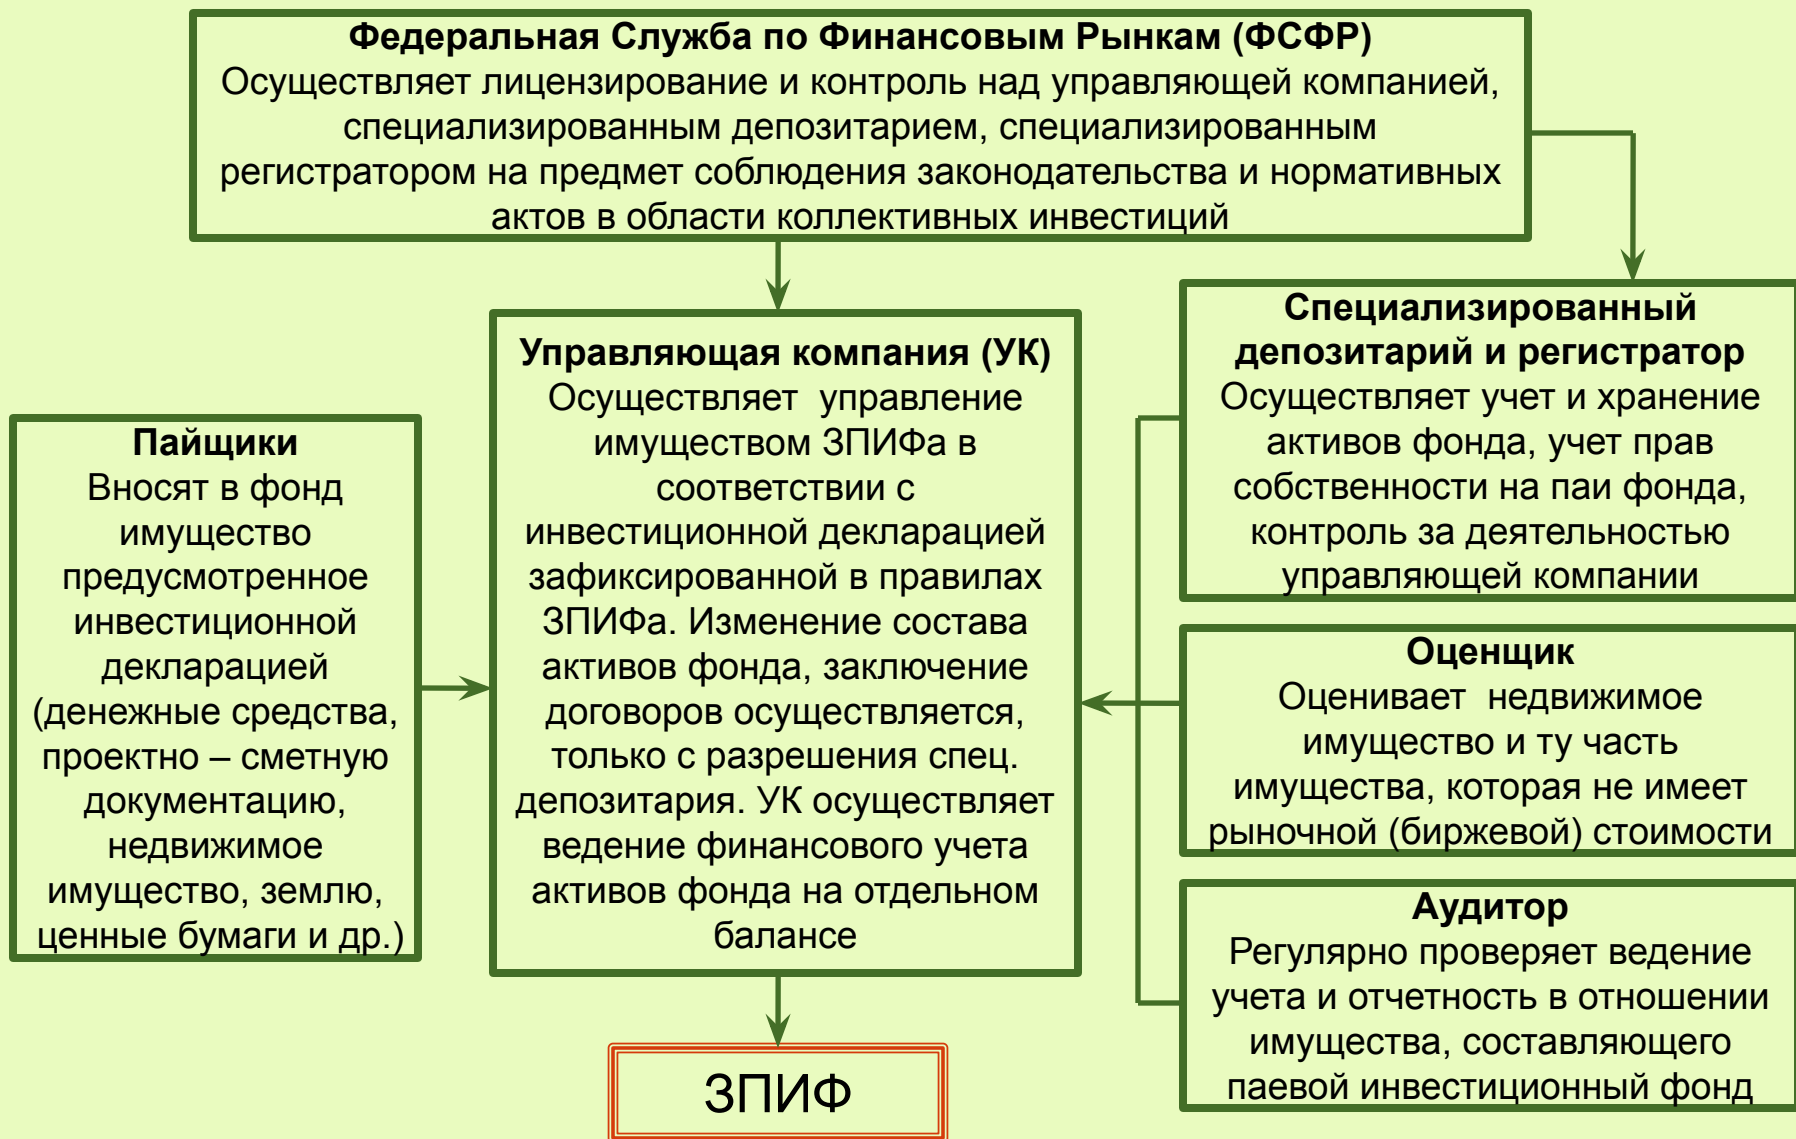 Федеральная Служба по Финансовым Рынкам (ФСФР)
Осуществляет лицензирование и контроль над управляющей компанией,
специализированным депозитарием, специализированным
регистратором на предмет соблюдения законодательства и нормативных
актов в области коллективных инвестиций
Пайщики
Вносят в фонд
имущество
предусмотренное
инвестиционной
декларацией
(денежные средства,
проектно – сметную
документацию,
недвижимое
имущество, землю,
ценные бумаги и др.)
Управляющая компания (УК)
Осуществляет управление
имуществом ЗПИФа в
соответствии с
инвестиционной декларацией
зафиксированной в правилах
ЗПИФа. Изменение состава
активов фонда, заключение
договоров осуществляется,
только с разрешения спец.
депозитария. УК осуществляет
ведение финансового учета
активов фонда на отдельном
балансе
Специализированный
депозитарий и регистратор
Осуществляет учет и хранение
активов фонда, учет прав
собственности на паи фонда,
контроль за деятельностью
управляющей компании
Оценщик
Оценивает недвижимое
имущество и ту часть
имущества, которая не имеет
рыночной (биржевой) стоимости
Аудитор
Регулярно проверяет ведение
учета и отчетность в отношении
имущества, составляющего
паевой инвестиционный фонд
ЗПИФ